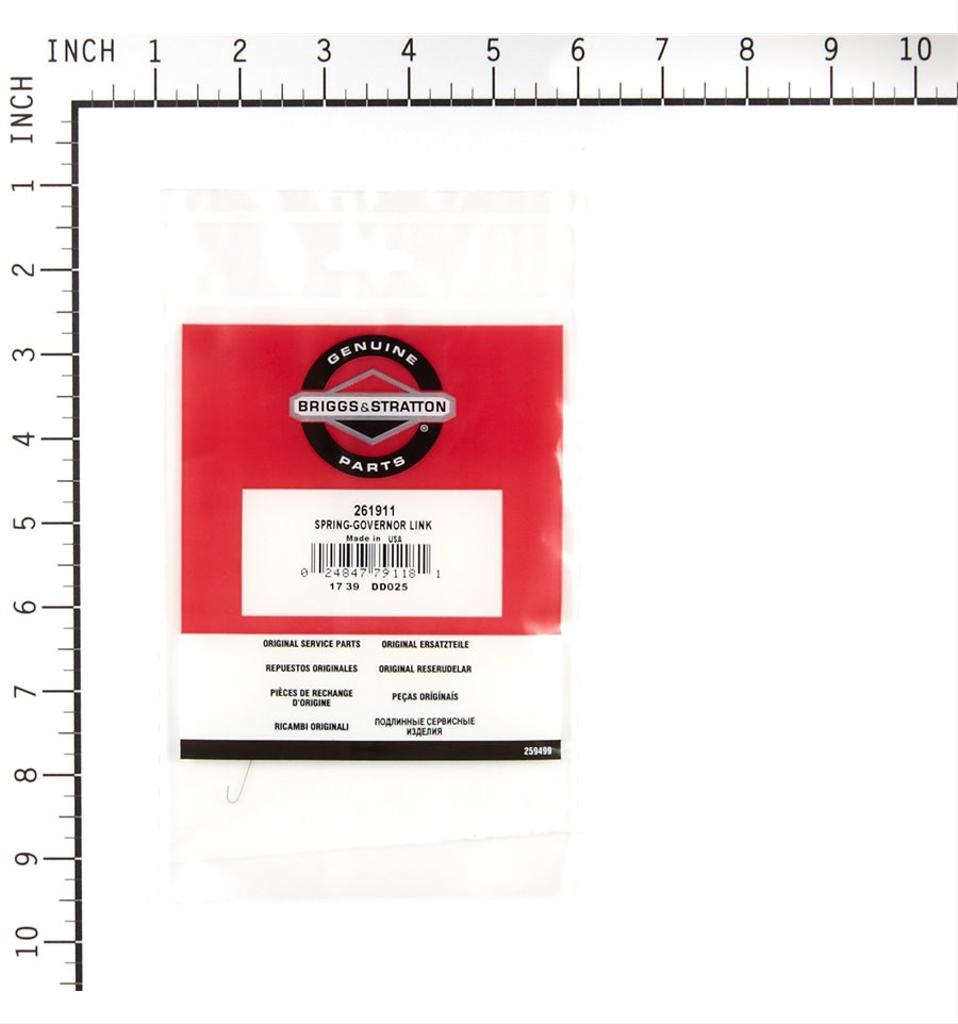 INCH 1 2 3 4 5 6 7 8 9 10
INCH
1
2
3
4
5
6
7
8
9
10
GENUINE
BRIGGS&STRATTON
®
PARTS
261911
SPRING-GOVERNOR LINK
Made in USA
0 24847 79118 1
17 39 DD025
ORIGINAL SERVICE PARTS ORIGINAL ERSATZTEILE
REPUESTOS ORIGINALES ORIGINAL RESERUDELAR
PIÈCES DE RECHANGE
D'ORIGINE
PEÇAS ORÍGÍNAÍS
RICAMBI ORIGINALI
ПОДЛИННЫЕ СЕРВИСНЫЕ
ИЗДЕЛИЯ
259499